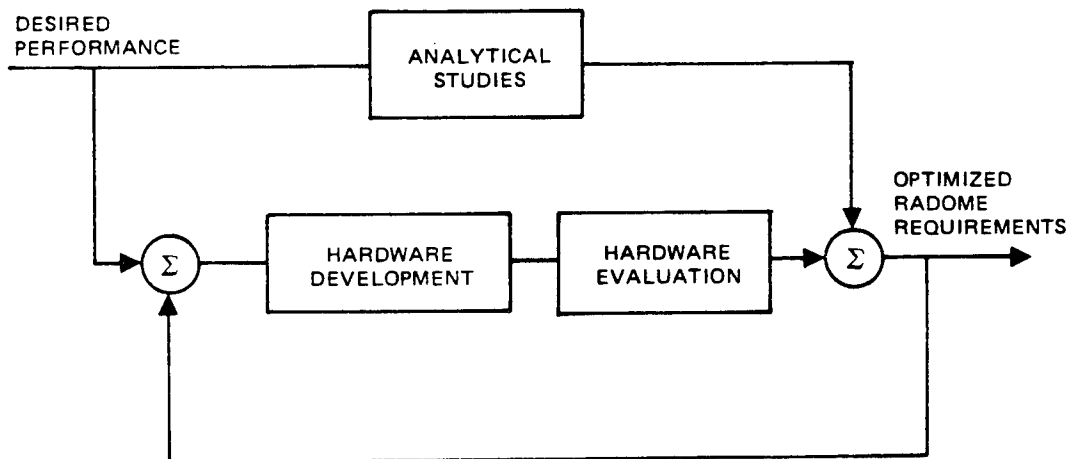 DESIRED
PERFORMANCE
ANALYTICAL
STUDIES
OPTIMIZED
RADOME
REQUIREMENTS
Σ
HARDWARE
DEVELOPMENT
HARDWARE
EVALUATION
Σ